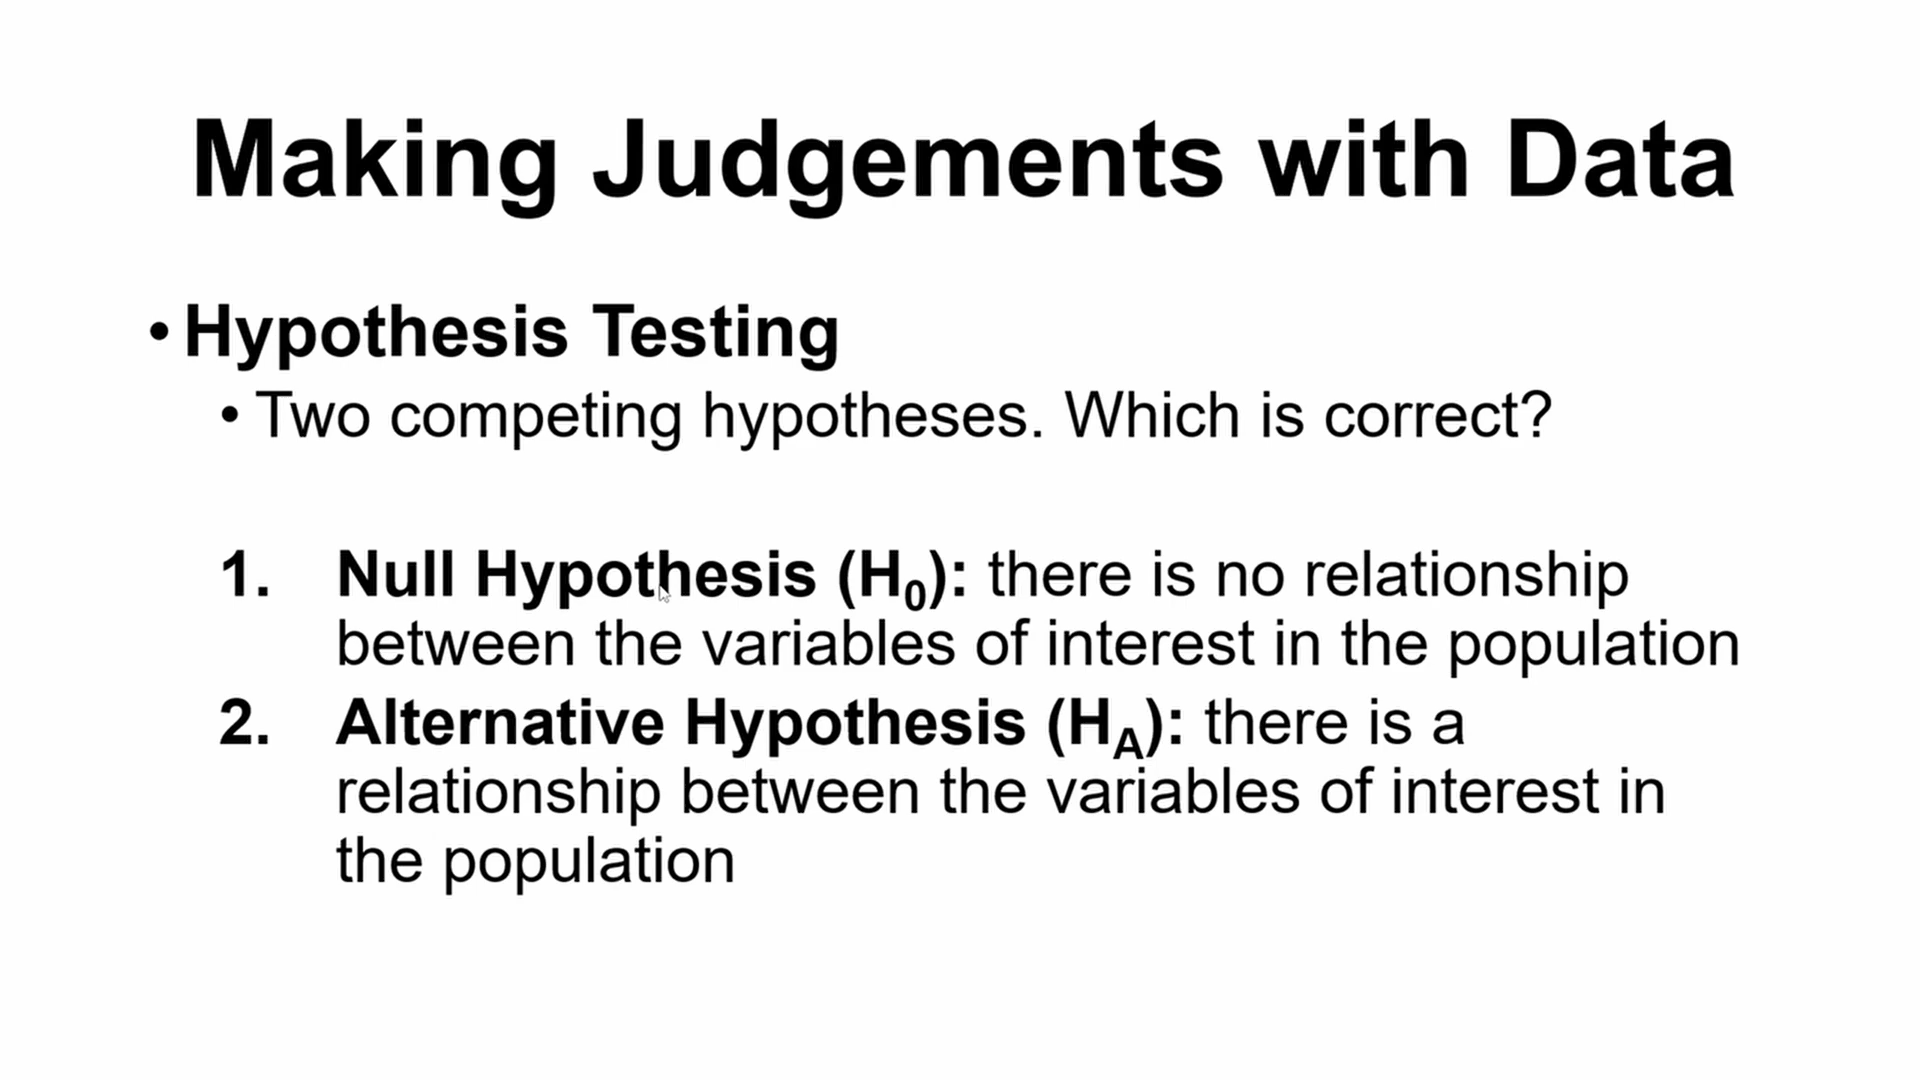 Making Judgements with Data
• Hypothesis Testing
• Two competing hypotheses. Which is correct?
1. Null Hypothesis (H₀): there is no relationship
between the variables of interest in the population
2. Alternative Hypothesis (Hₐ): there is a
relationship between the variables of interest in
the population